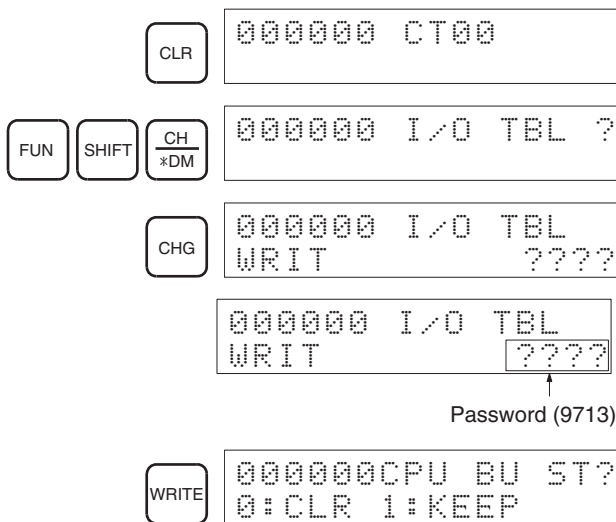 CLR
000000 CT00
FUN
SHIFT
CH
*DM
000000 I/O TBL ?
CHG
000000 I/O TBL
WRIT ????
000000 I/O TBL
WRIT ????
Password (9713)
WRITE
000000CPU BU ST?
0:CLR 1:KEEP